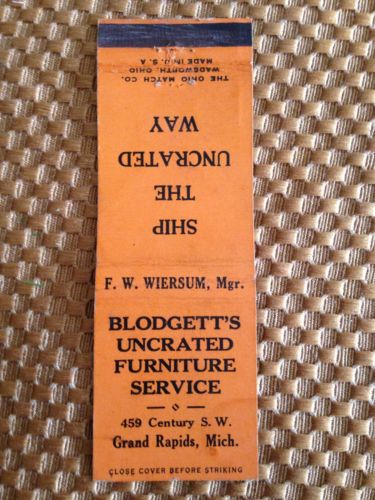 THE OHIO MATCH CO.
WADSWORTH, OHIO
MADE IN U. S. A
SHIP
THE
UNCRATED
WAY
F. W. WIERSUM, Mgr.
BLODGETT'S
UNCRATED
FURNITURE
SERVICE
459 Century S. W.
Grand Rapids, Mich.
CLOSE COVER BEFORE STRIKING